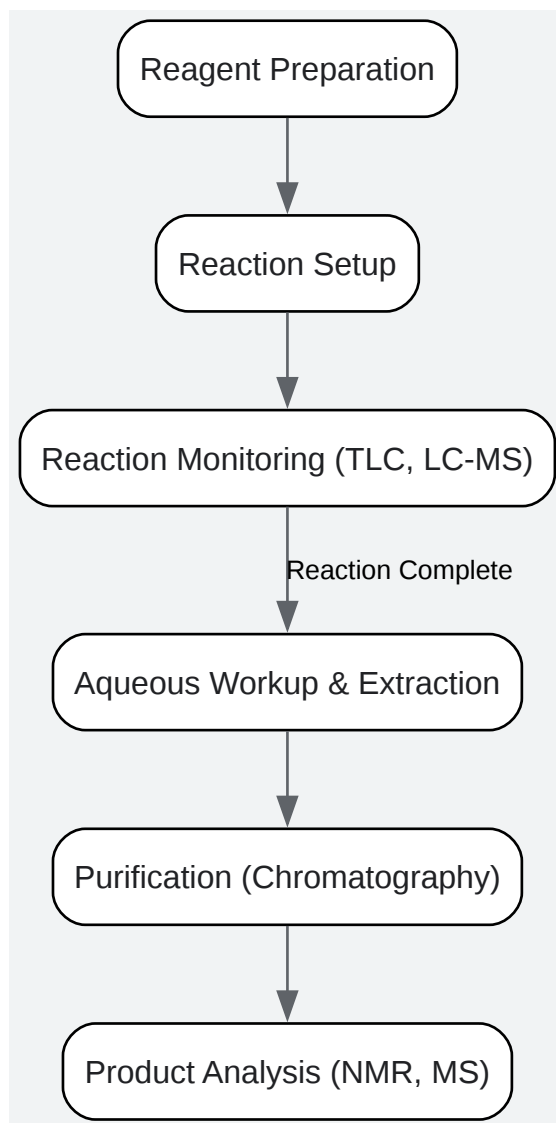 Reagent Preparation
Reaction Setup
Reaction Monitoring (TLC, LC-MS)
Reaction Complete
Aqueous Workup & Extraction
Purification (Chromatography)
Product Analysis (NMR, MS)